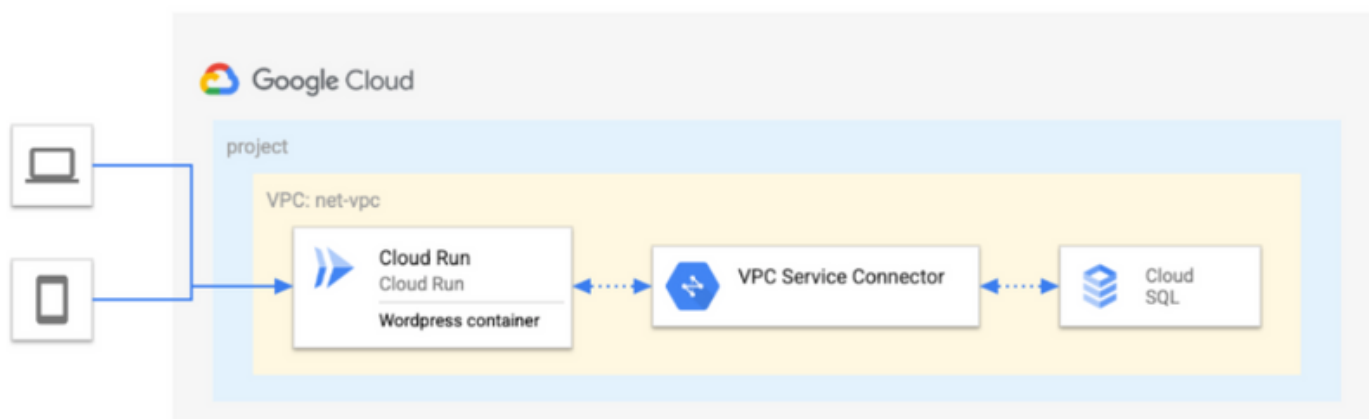 Google Cloud
project
VPC: net-vpc
Cloud Run
Cloud Run
Wordpress container
VPC Service Connector
Cloud
SQL